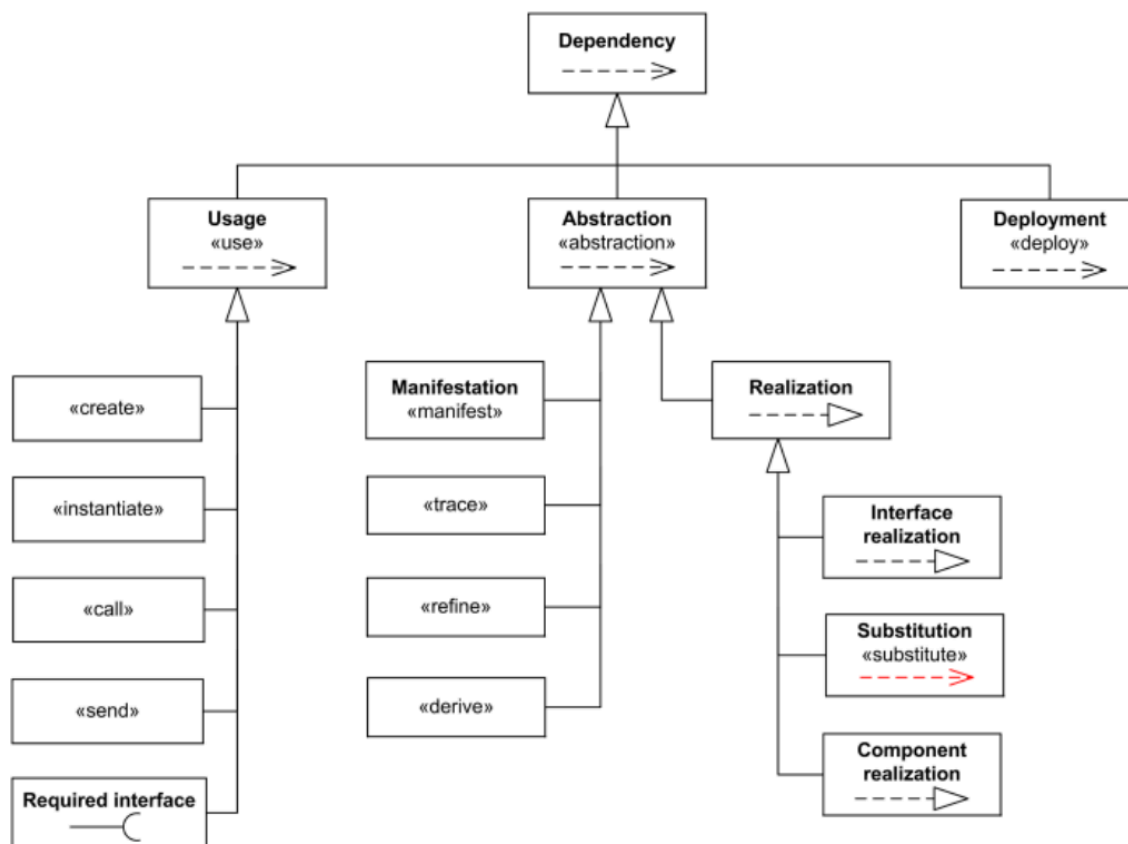 Dependency
Usage
«use»
Abstraction
«abstraction»
Deployment
«deploy»
«create»
Manifestation
«manifest»
Realization
«instantiate»
«trace»
Interface
realization
«call»
«refine»
Substitution
«substitute»
«send»
«derive»
Component
realization
Required interface